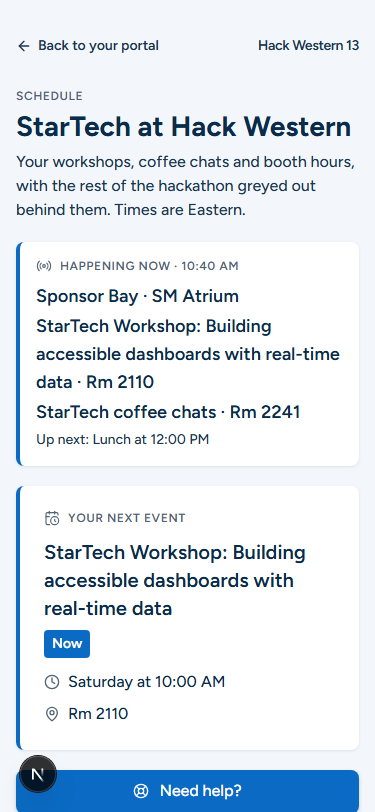 Back to your portal
Hack Western 13
SCHEDULE
StarTech at Hack Western
Your workshops, coffee chats and booth hours,
with the rest of the hackathon greyed out
behind them. Times are Eastern.
HAPPENING NOW · 10:40 AM
Sponsor Bay · SM Atrium
StarTech Workshop: Building
accessible dashboards with real-time
data · Rm 2110
StarTech coffee chats · Rm 2241
Up next: Lunch at 12:00 PM
YOUR NEXT EVENT
StarTech Workshop: Building
accessible dashboards with
real-time data
Now
Saturday at 10:00 AM
Rm 2110
N
Need help?